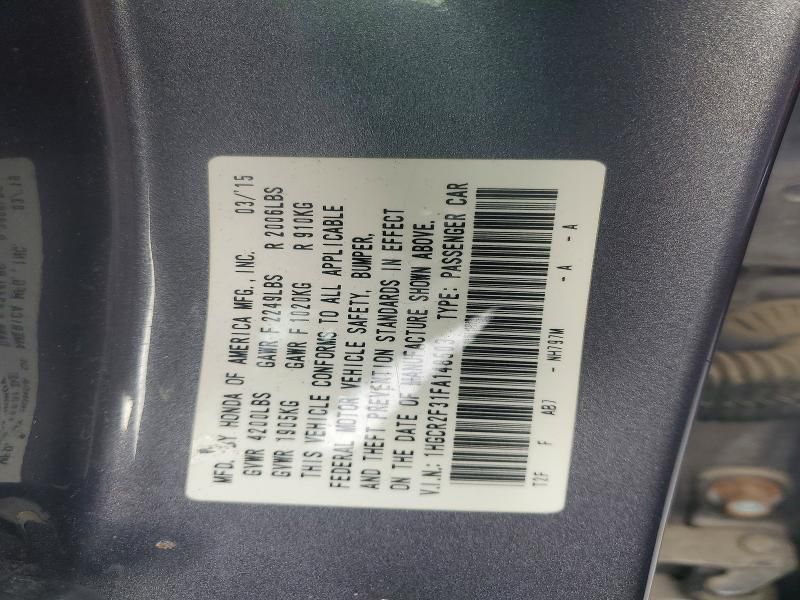 MFD. BY HONDA OF AMERICA MFG., INC. 03/15
GVWR 4200LBS GAWR F 2249LBS R 2006LBS
GVWR 1905KG GAWR F 1020KG R 910KG
THIS VEHICLE CONFORMS TO ALL APPLICABLE
FEDERAL MOTOR VEHICLE SAFETY, BUMPER,
AND THEFT PREVENTION STANDARDS IN EFFECT
ON THE DATE OF MANUFACTURE SHOWN ABOVE.
V.I.N.: TYPE: PASSENGER CAR
T2F F AB7 - NH797M - A - A